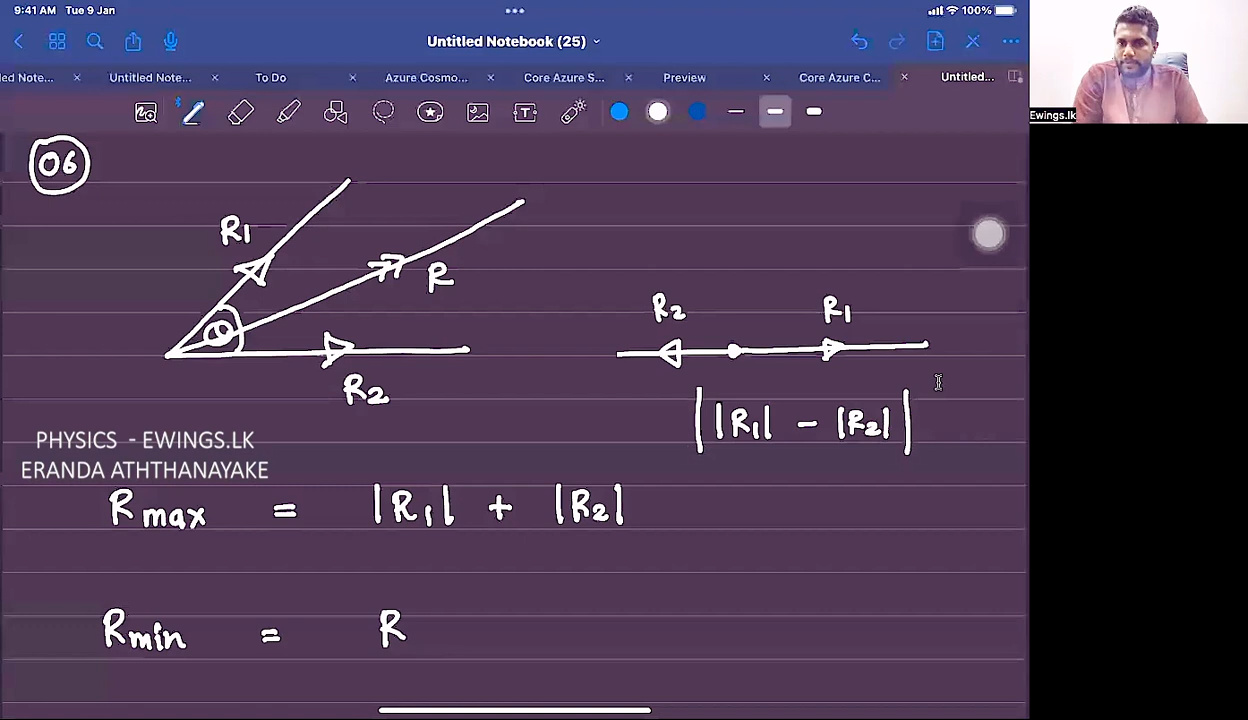 9:41 AM Tue 9 Jan
100%
Untitled Notebook (25)
led Note... Untitled Note... To Do Azure Cosmo... Core Azure S... Preview Core Azure C... Untitled...
Ewings.lk
06
R1
R
R2
R2 R1
||R1| - |R2||
PHYSICS - EWINGS.LK
ERANDA ATHTHANAYAKE
Rmax = |R1| + |R2|
Rmin = R